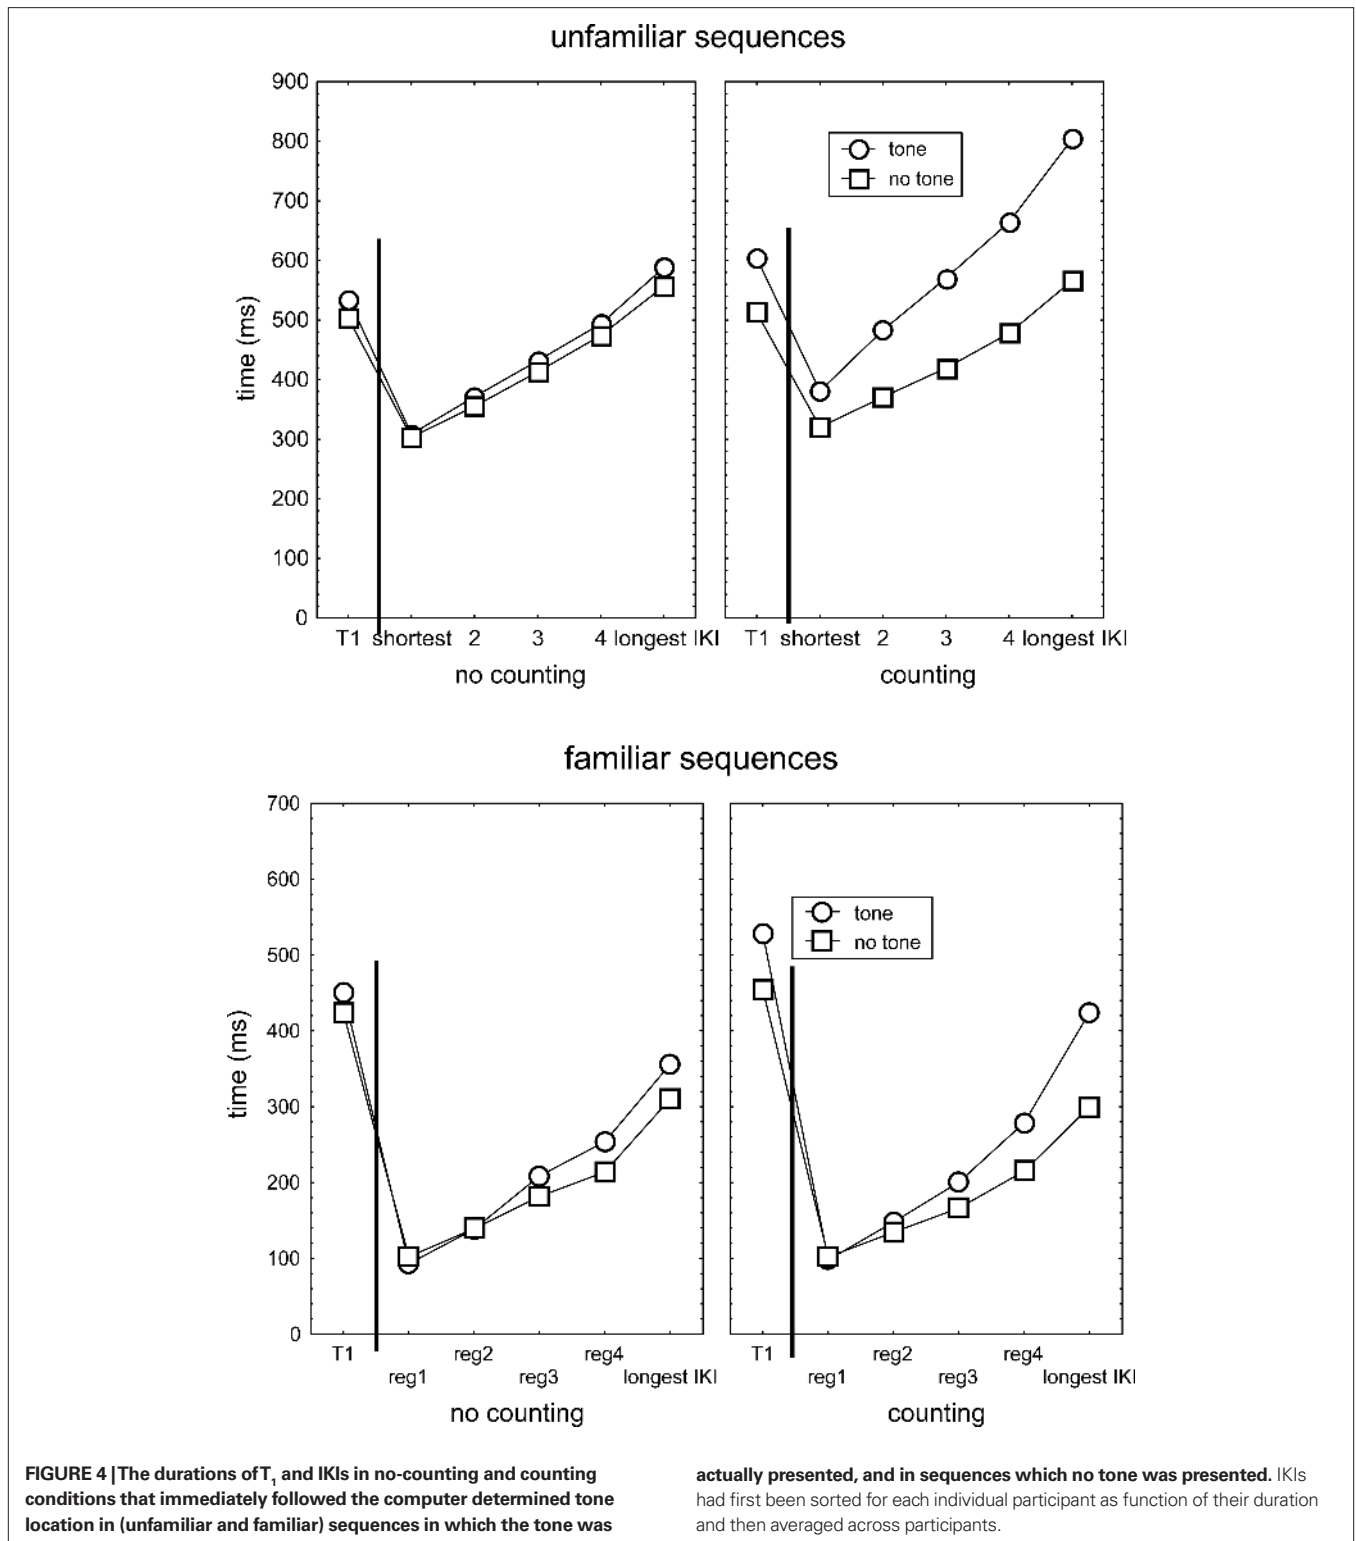 unfamiliar sequences
900
800
700
600
500
400
300
200
100
0
time (ms)
tone
no tone
T1 shortest 2 3 4 longest IKI
no counting
T1 shortest 2 3 4 longest IKI
counting
familiar sequences
700
600
500
400
300
200
100
0
time (ms)
tone
no tone
T1 reg2 reg4
reg1 reg3 longest IKI
no counting
T1 reg2 reg4
reg1 reg3 longest IKI
counting
FIGURE 4 | The durations of T1 and IKIs in no-counting and counting
conditions that immediately followed the computer determined tone
location in (unfamiliar and familiar) sequences in which the tone was
actually presented, and in sequences which no tone was presented. IKIs
had first been sorted for each individual participant as function of their duration
and then averaged across participants.